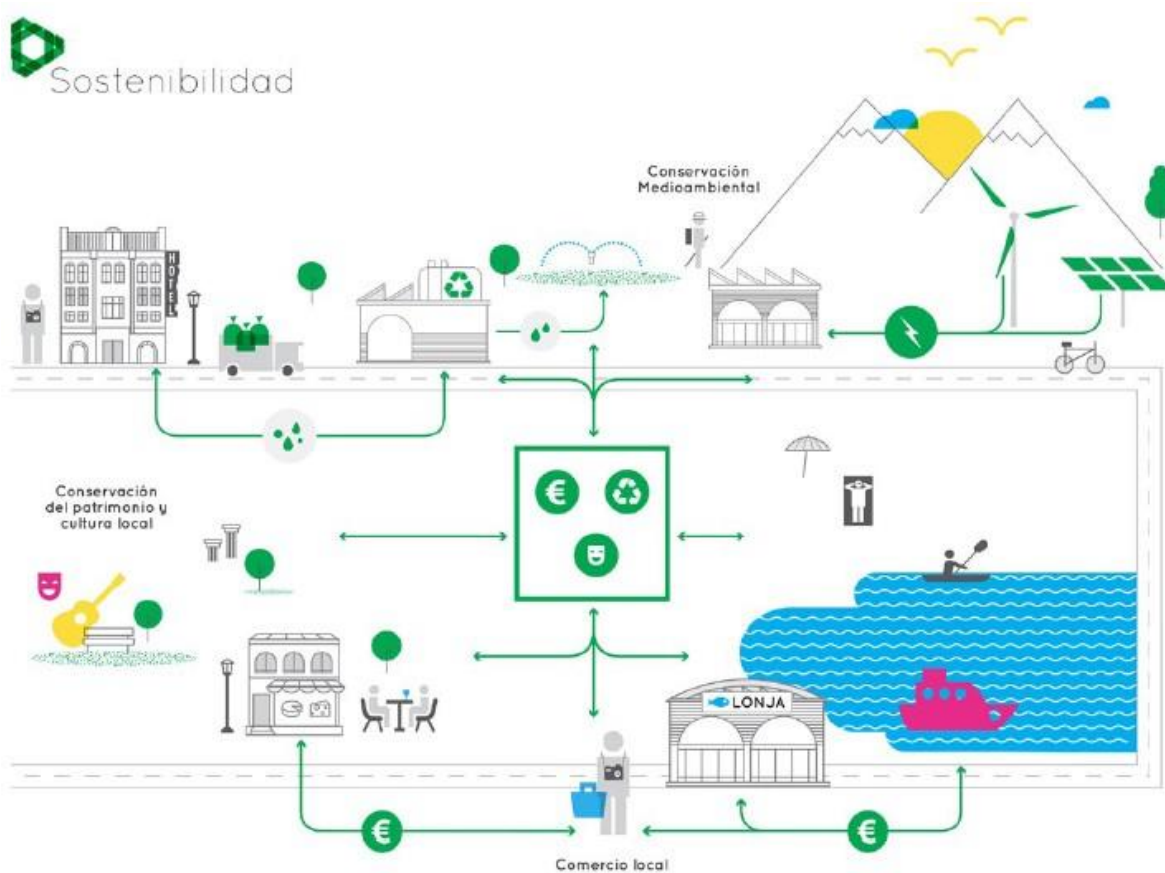 Sostenibilidad
Conservación
Medioambiental
HOTEL
Conservación
del patrimonio y
cultura local
€
LONJA
€
€
Comercio local